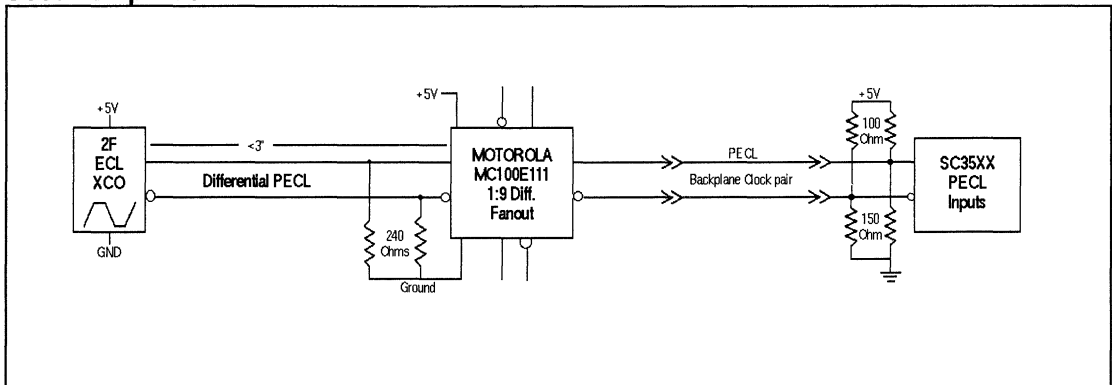 +5V
2F
ECL
XCO
GND
<3"
Differential PECL
240
Ohms
Ground
+5V
MOTOROLA
MC100E111
1:9 Diff.
Fanout
PECL
Backplane Clock pair
+5V
100
Ohm
150
Ohm
SC35XX
PECL
Inputs